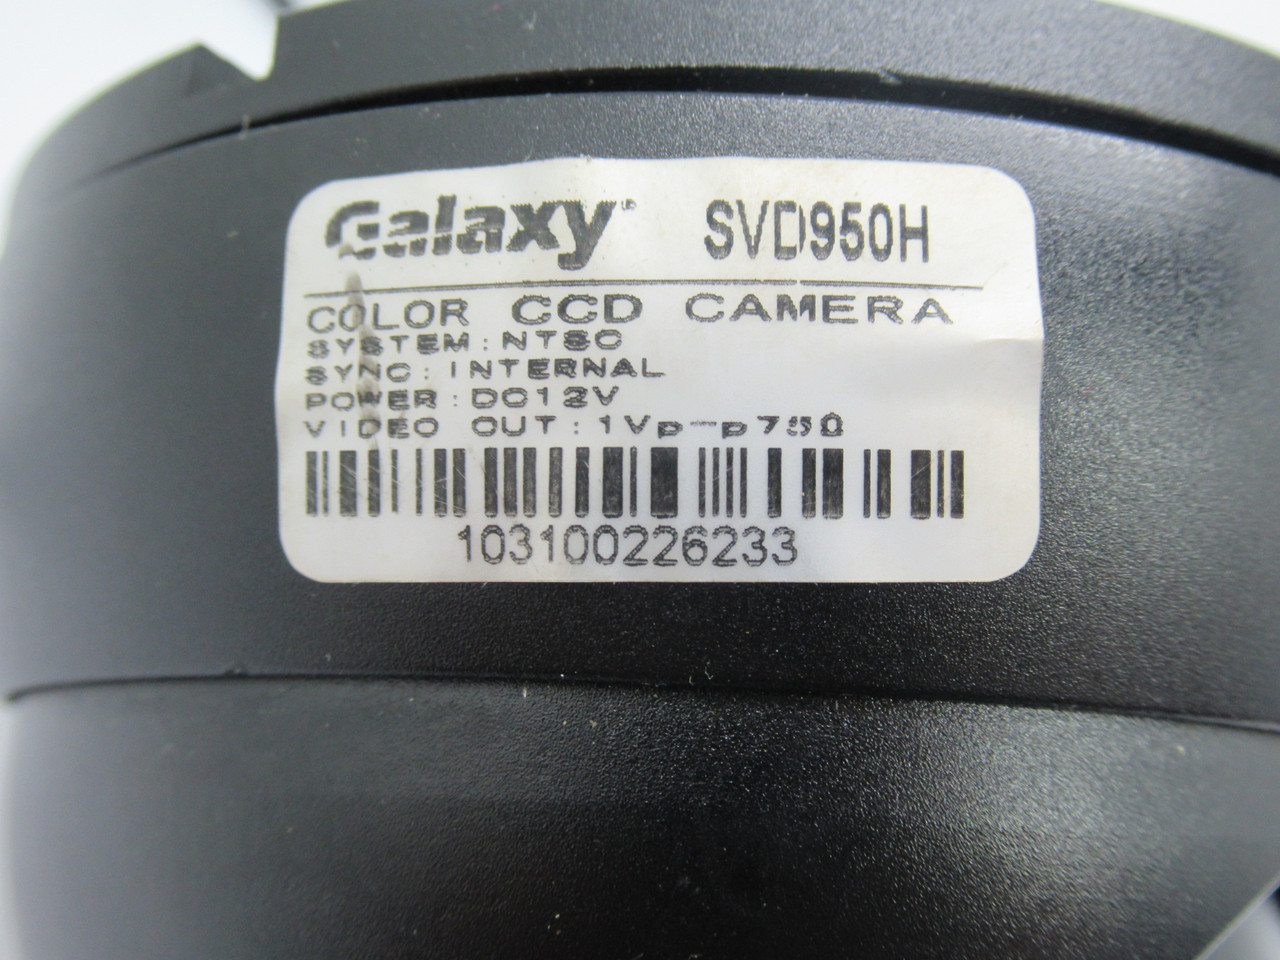 Galaxy SVD950H
COLOR CCD CAMERA
SYSTEM: NTSC
SYNC: INTERNAL
POWER: DC12V
VIDEO OUT: 1Vp-p75Ω
103100226233